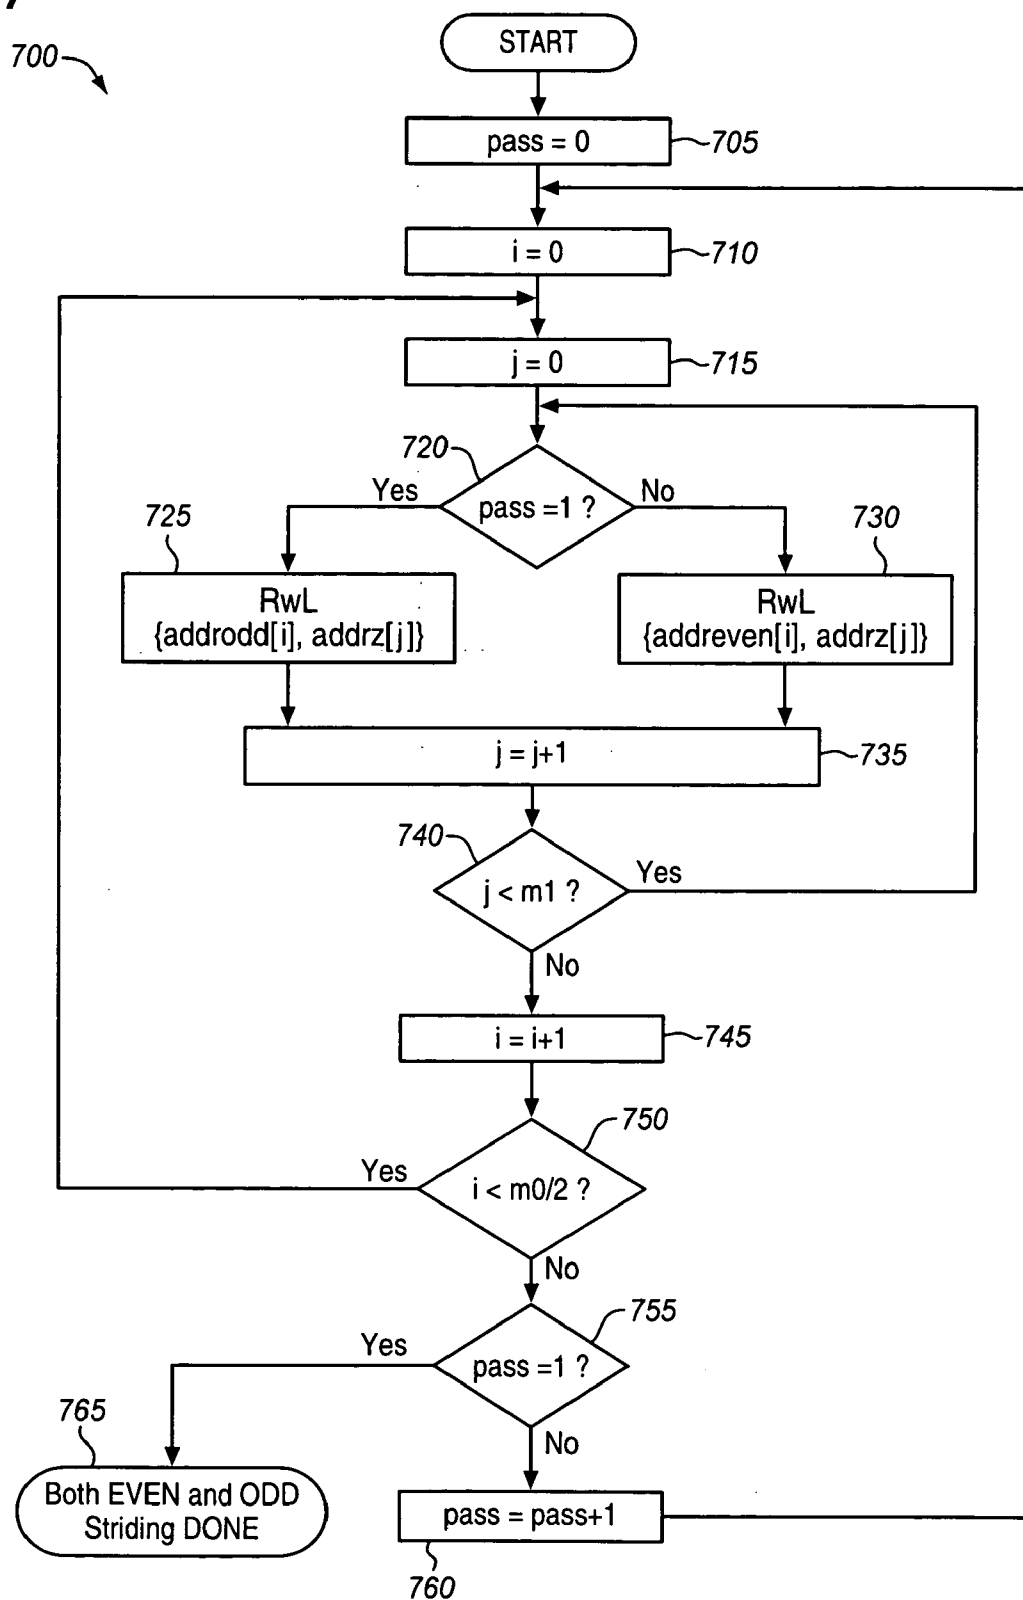 700
START
pass = 0
705
i = 0
710
j = 0
715
720
Yes
pass =1 ?
No
725
730
RwL
{addrodd[i], addrz[j]}
RwL
{addreven[i], addrz[j]}
j = j+1
735
740
j < m1 ?
Yes
No
i = i+1
745
750
Yes
i < m0/2 ?
No
755
Yes
pass =1 ?
No
765
Both EVEN and ODD
Striding DONE
pass = pass+1
760